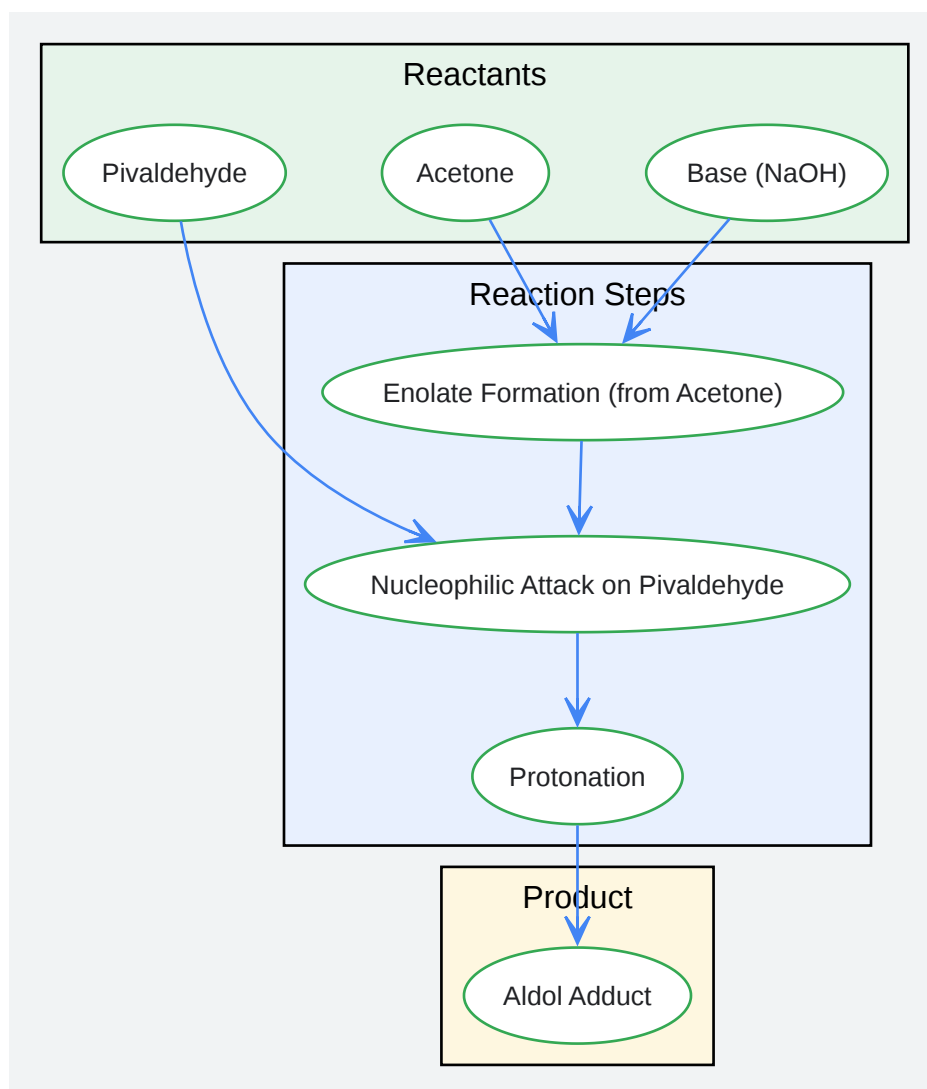 Reactants
Pivaldehyde
Acetone
Base (NaOH)
Reaction Steps
Enolate Formation (from Acetone)
Nucleophilic Attack on Pivaldehyde
Protonation
Product
Aldol Adduct